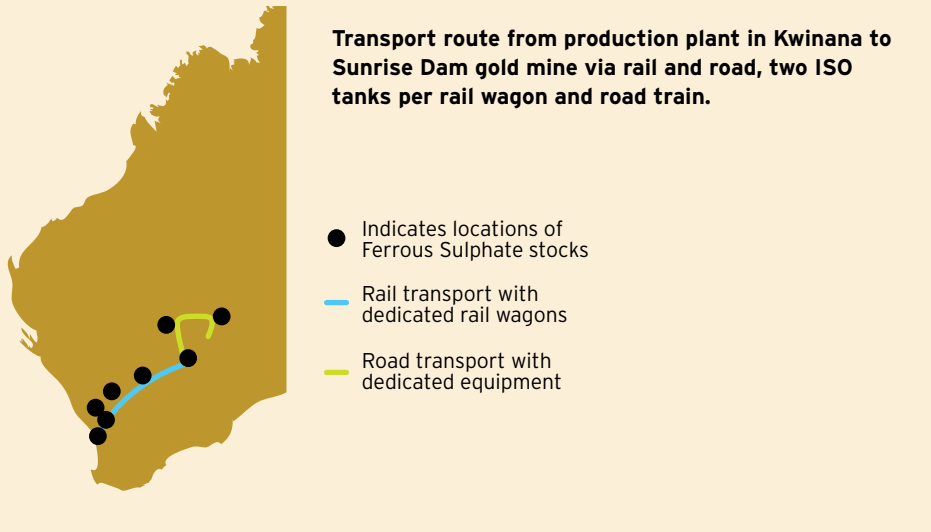 Transport route from production plant in Kwinana to
Sunrise Dam gold mine via rail and road, two ISO
tanks per rail wagon and road train.
Indicates locations of
Ferrous Sulphate stocks
Rail transport with
dedicated rail wagons
Road transport with
dedicated equipment